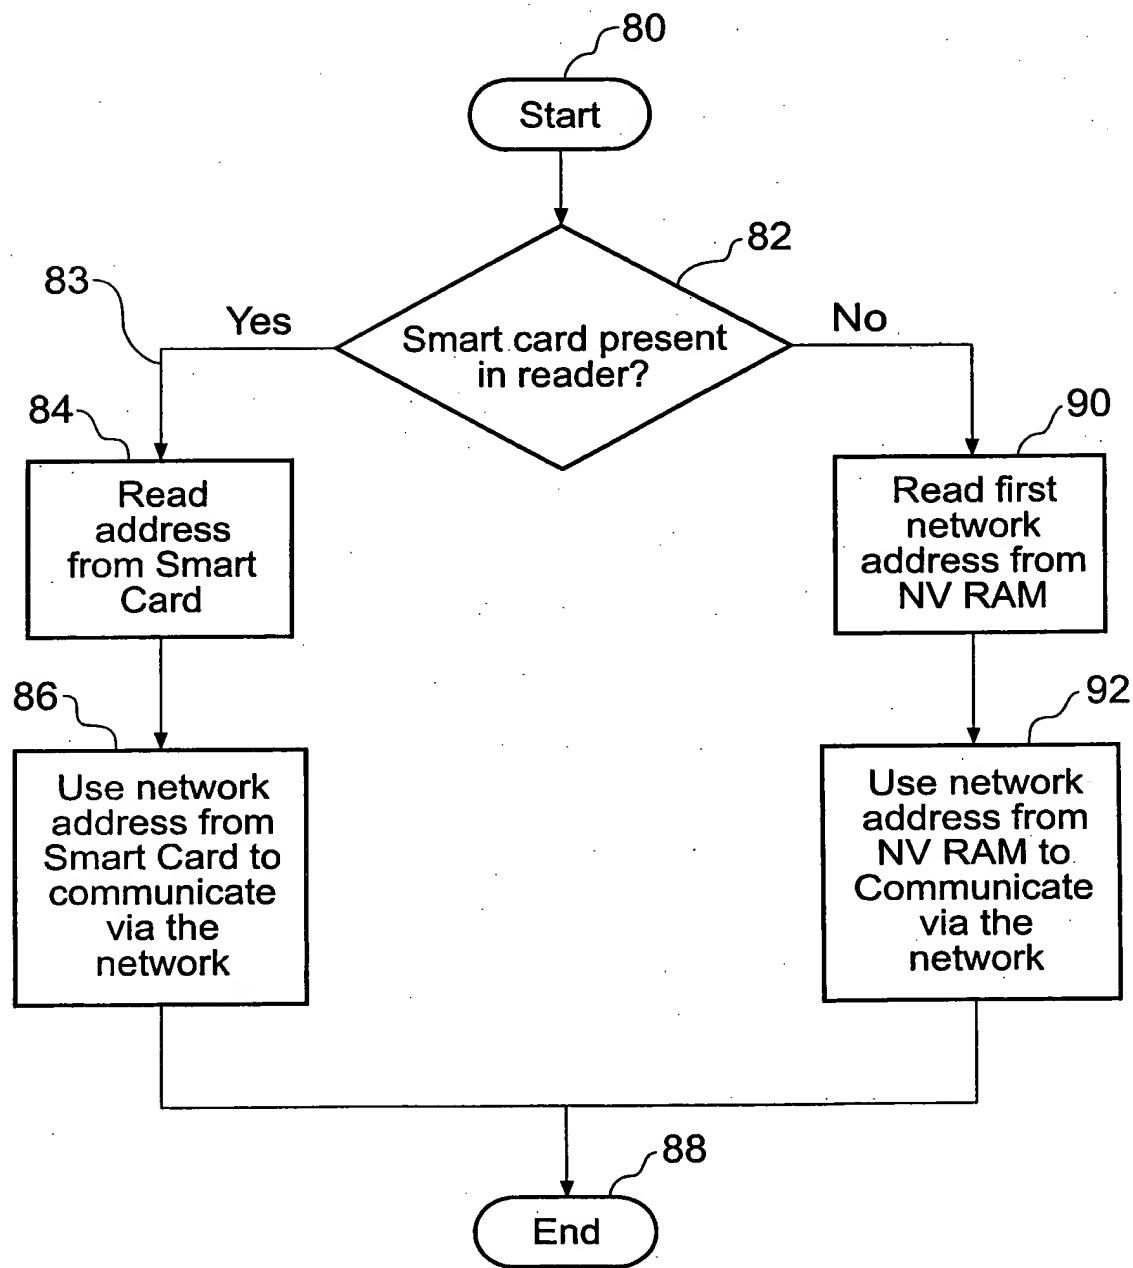 80
Start
82
83
Yes
No
Smart card present
in reader?
84
90
Read
address
from Smart
Card
Read first
network
address from
NV RAM
86
92
Use network
address from
Smart Card to
communicate
via the
network
Use network
address from
NV RAM to
Communicate
via the
network
88
End